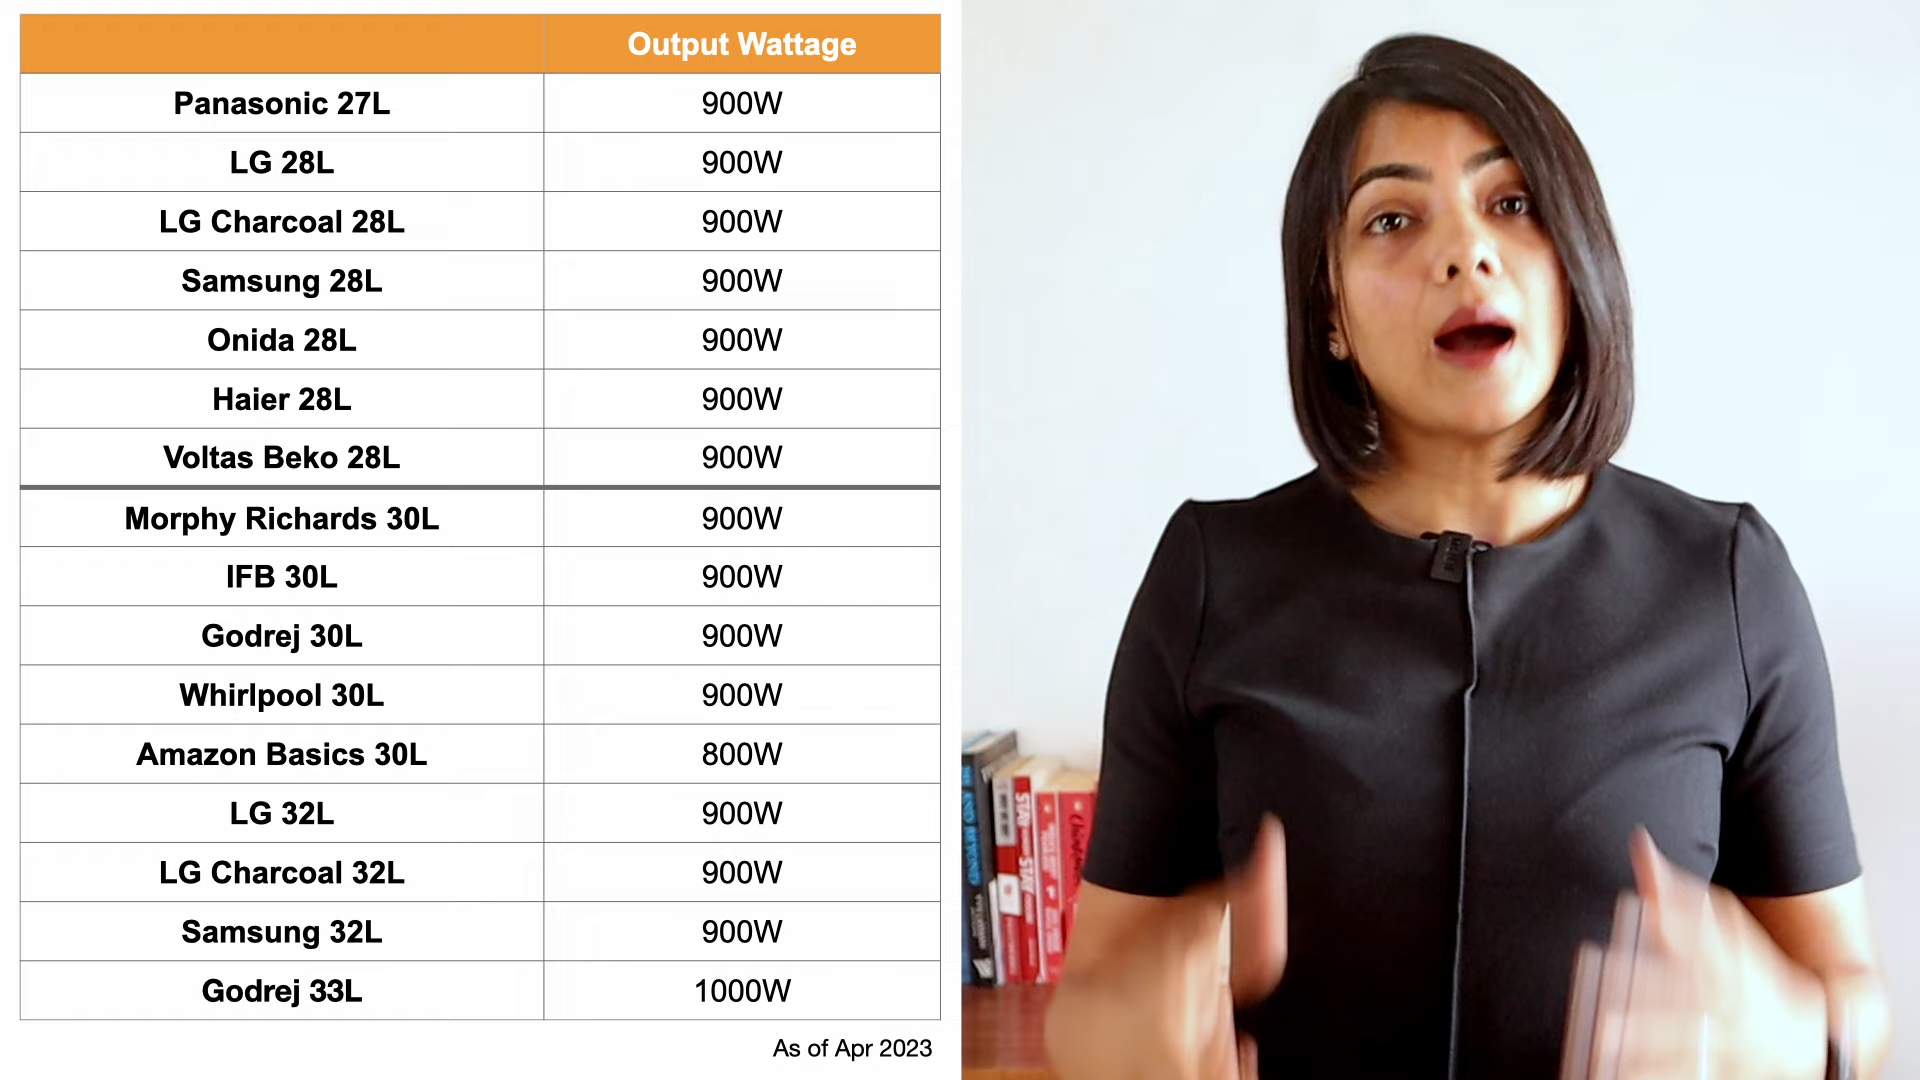 Output Wattage
Panasonic 27L 900W
LG 28L 900W
LG Charcoal 28L 900W
Samsung 28L 900W
Onida 28L 900W
Haier 28L 900W
Voltas Beko 28L 900W
Morphy Richards 30L 900W
IFB 30L 900W
Godrej 30L 900W
Whirlpool 30L 900W
Amazon Basics 30L 800W
LG 32L 900W
LG Charcoal 32L 900W
Samsung 32L 900W
Godrej 33L 1000W
As of Apr 2023
STAY
STAY